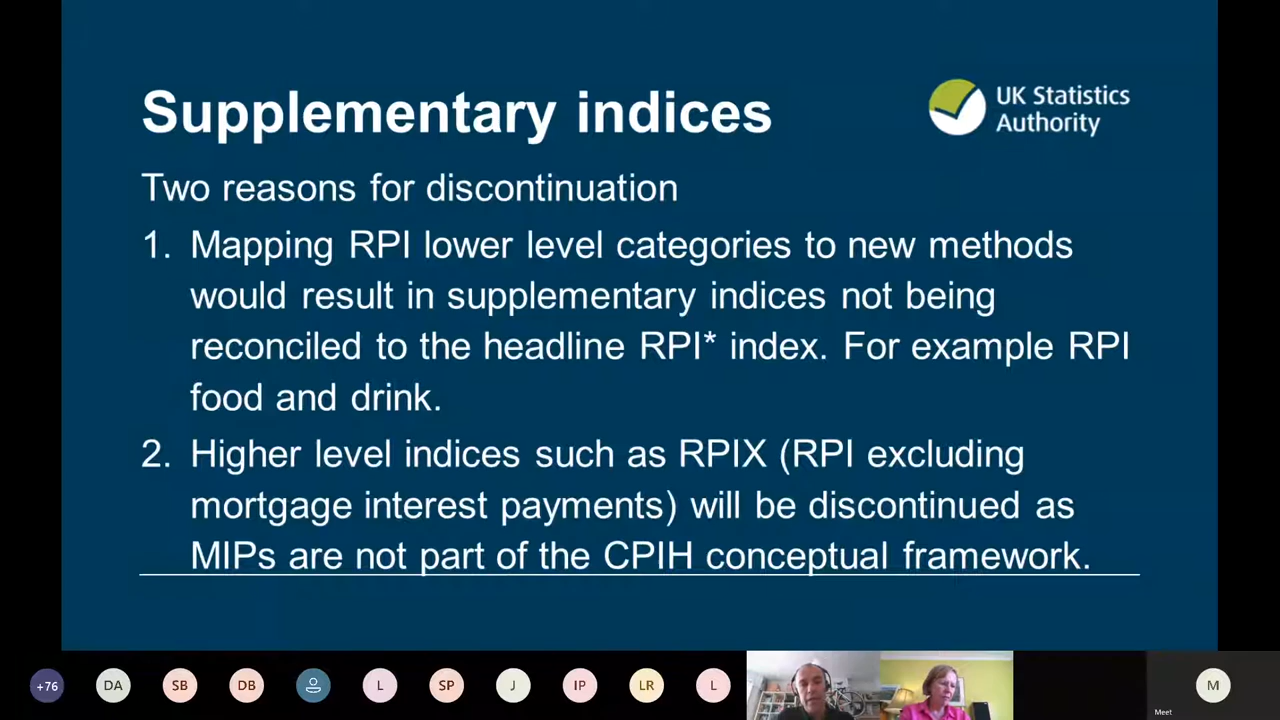 Supplementary indices
UK Statistics
Authority
Two reasons for discontinuation
1. Mapping RPI lower level categories to new methods
would result in supplementary indices not being
reconciled to the headline RPI* index. For example RPI
food and drink.
2. Higher level indices such as RPIX (RPI excluding
mortgage interest payments) will be discontinued as
MIPs are not part of the CPIH conceptual framework.
+76 DA SB DB L SP J IP LR L M
Meet